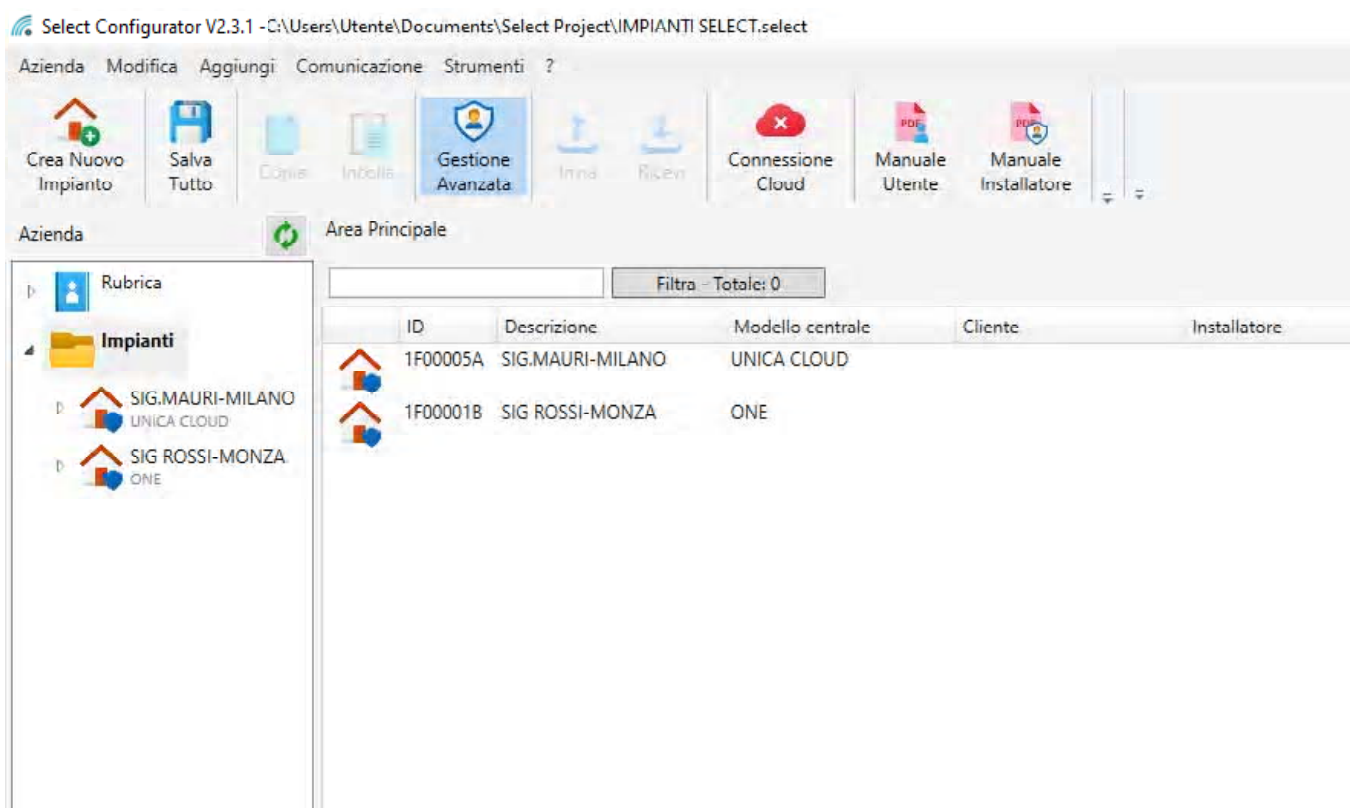 Select Configurator V2.3.1 -C:\Users\Utente\Documents\Select Project\IMPIANTI SELECT.select
Azienda Modifica Aggiungi Comunicazione Strumenti ?
Crea Nuovo Impianto
Salva Tutto
Copia
Incolla
Gestione Avanzata
Invia
Ricevi
Connessione Cloud
PDF
Manuale Utente
PDF
Manuale Installatore
Azienda
Area Principale
Rubrica
Impianti
SIG.MAURI-MILANO
UNICA CLOUD
SIG ROSSI-MONZA
ONE
Filtra - Totale: 0
ID Descrizione Modello centrale Cliente Installatore
1F00005A SIG.MAURI-MILANO UNICA CLOUD
1F00001B SIG ROSSI-MONZA ONE